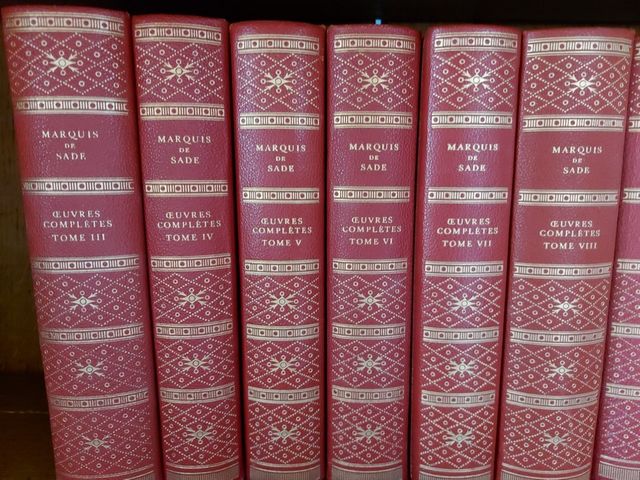 MARQUIS
DE
SADE
ŒUVRES
COMPLÈTES
TOME III
MARQUIS
DE
SADE
ŒUVRES
COMPLÈTES
TOME IV
MARQUIS
DE
SADE
ŒUVRES
COMPLÈTES
TOME V
MARQUIS
DE
SADE
ŒUVRES
COMPLÈTES
TOME VI
MARQUIS
DE
SADE
ŒUVRES
COMPLÈTES
TOME VII
MARQUIS
DE
SADE
ŒUVRES
COMPLÈTES
TOME VIII